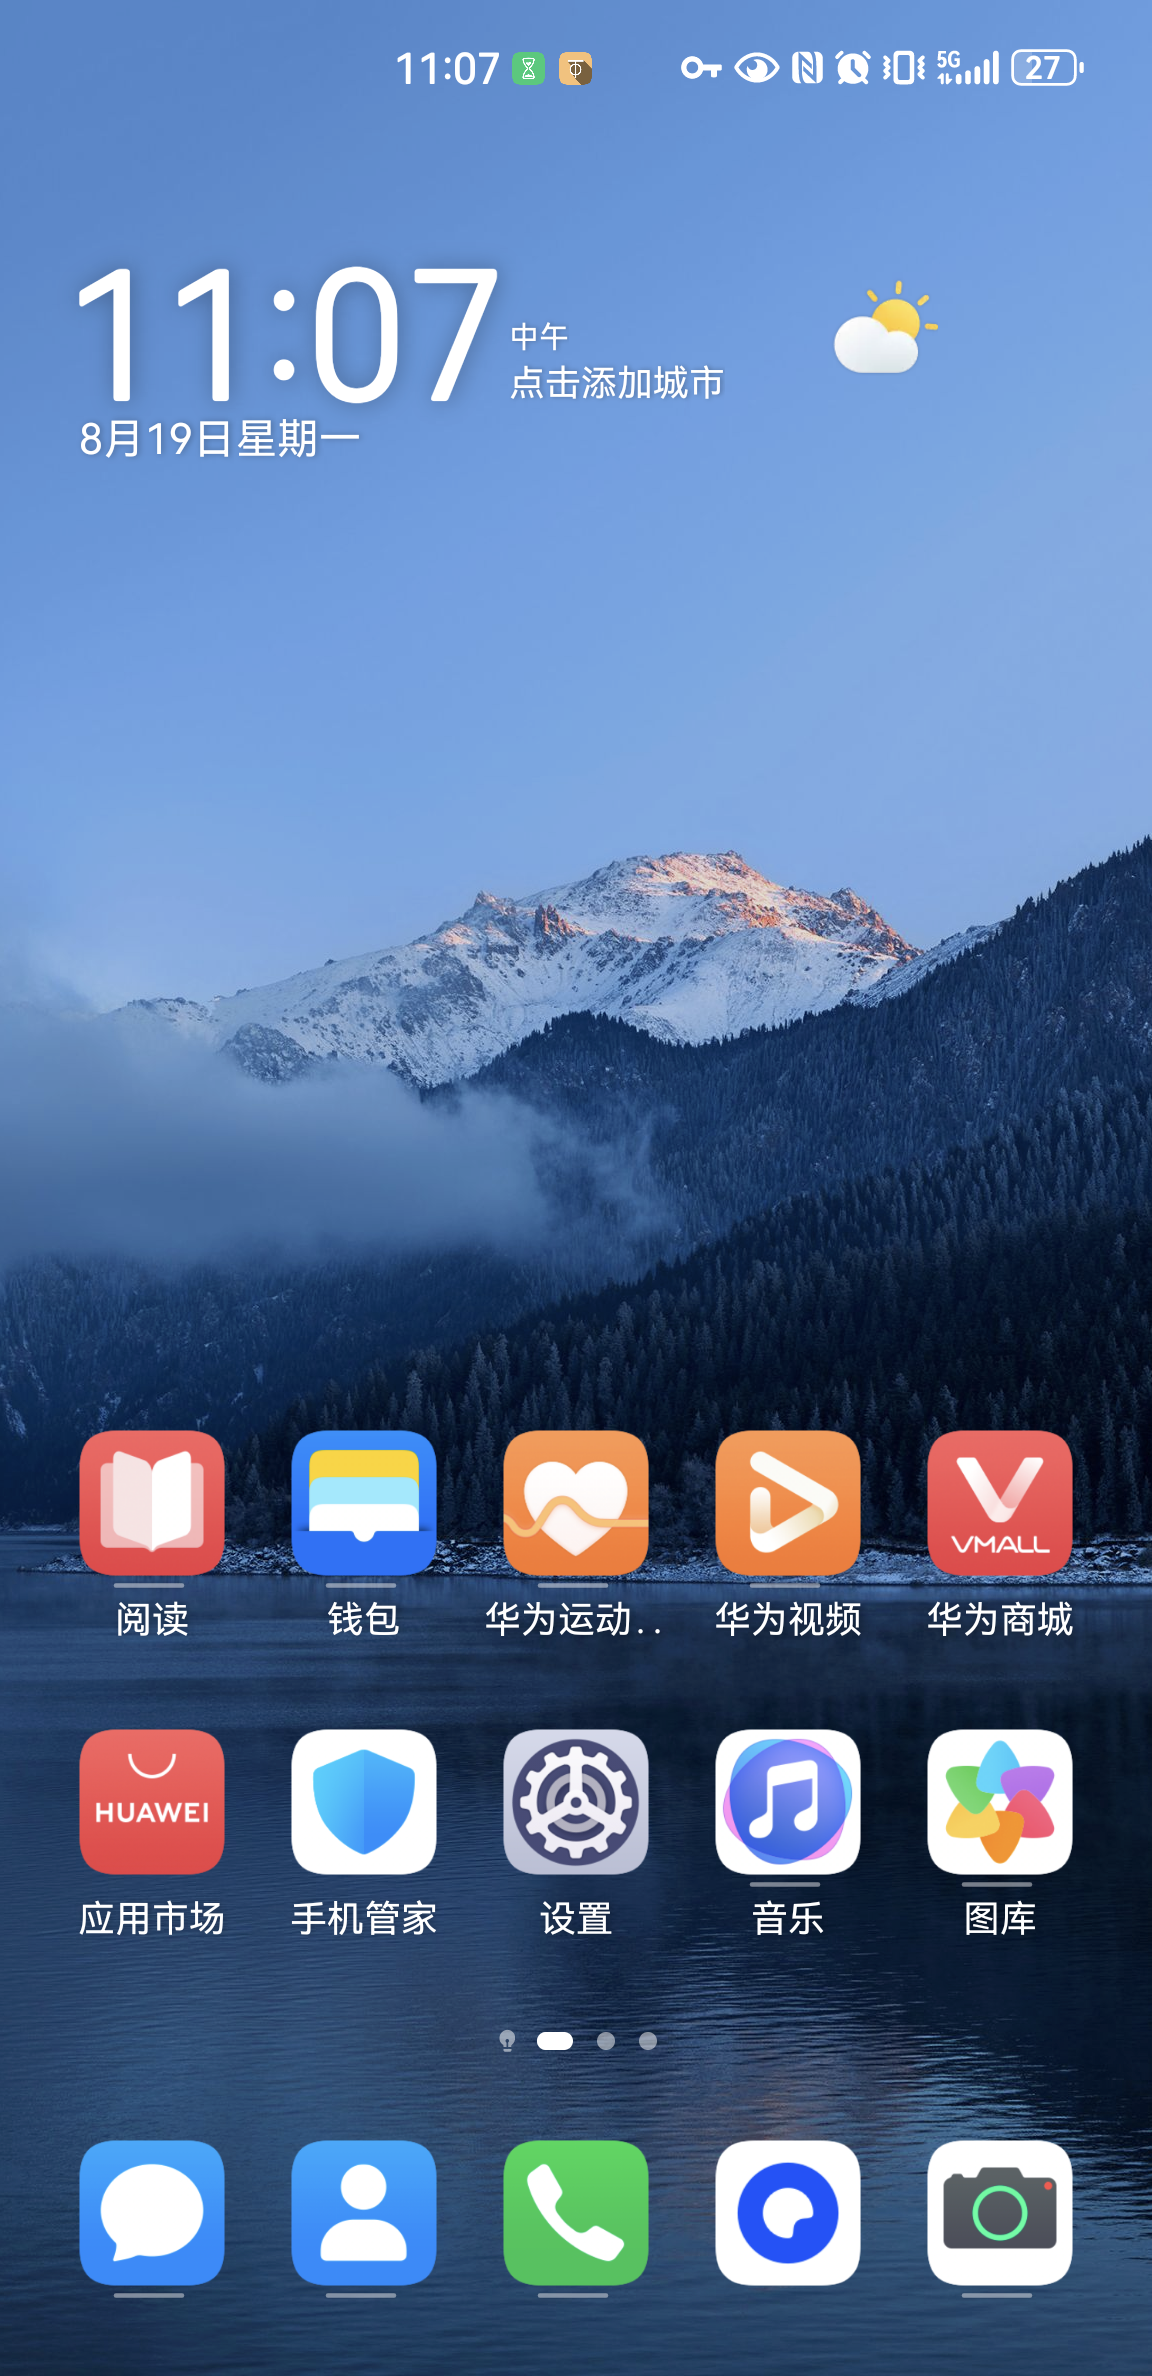 11:07
5G
27
11:07
中午
点击添加城市
8月19日星期一
VMALL
阅读
钱包
华为运动..
华为视频
华为商城
HUAWEI
应用市场
手机管家
设置
音乐
图库